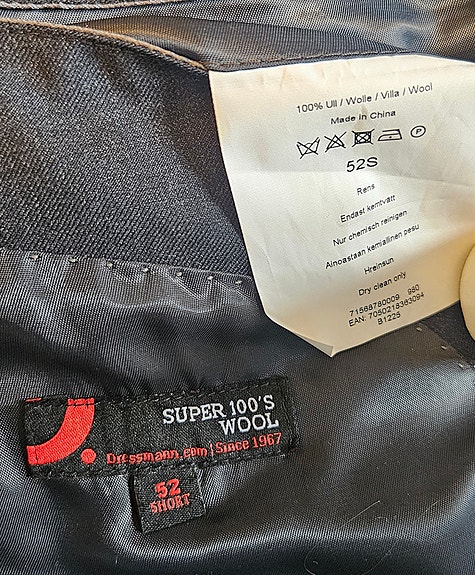 100% Ull / Wolle / Villa / Wool
Made in China
P
52S
Rens
Endast kemtvätt
Nur chemisch reinigen
Ainoastaan kemiallinen pesu
Hreinsun
Dry clean only
71568780009 980
EAN: 7050218383094
B1225
SUPER 100'S
WOOL
Dressmann.com | Since 1967
52
SHORT